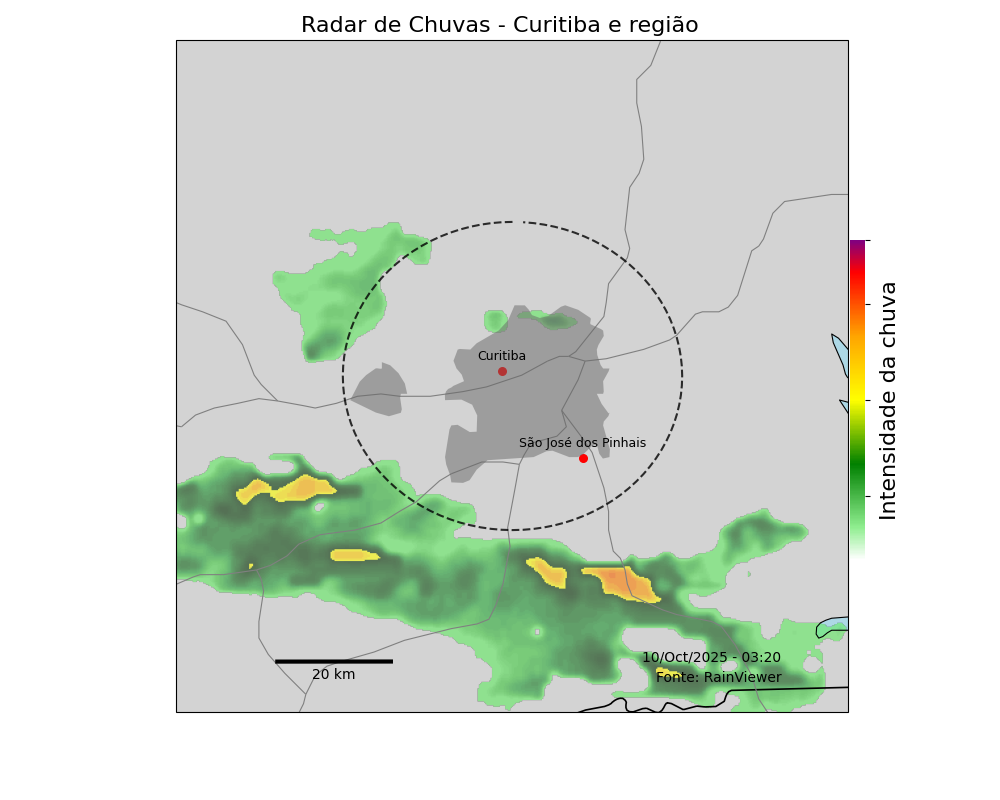 Radar de Chuvas - Curitiba e região
Curitiba
São José dos Pinhais
Intensidade da chuva
10/Oct/2025 - 03:20
Fonte: RainViewer
20 km